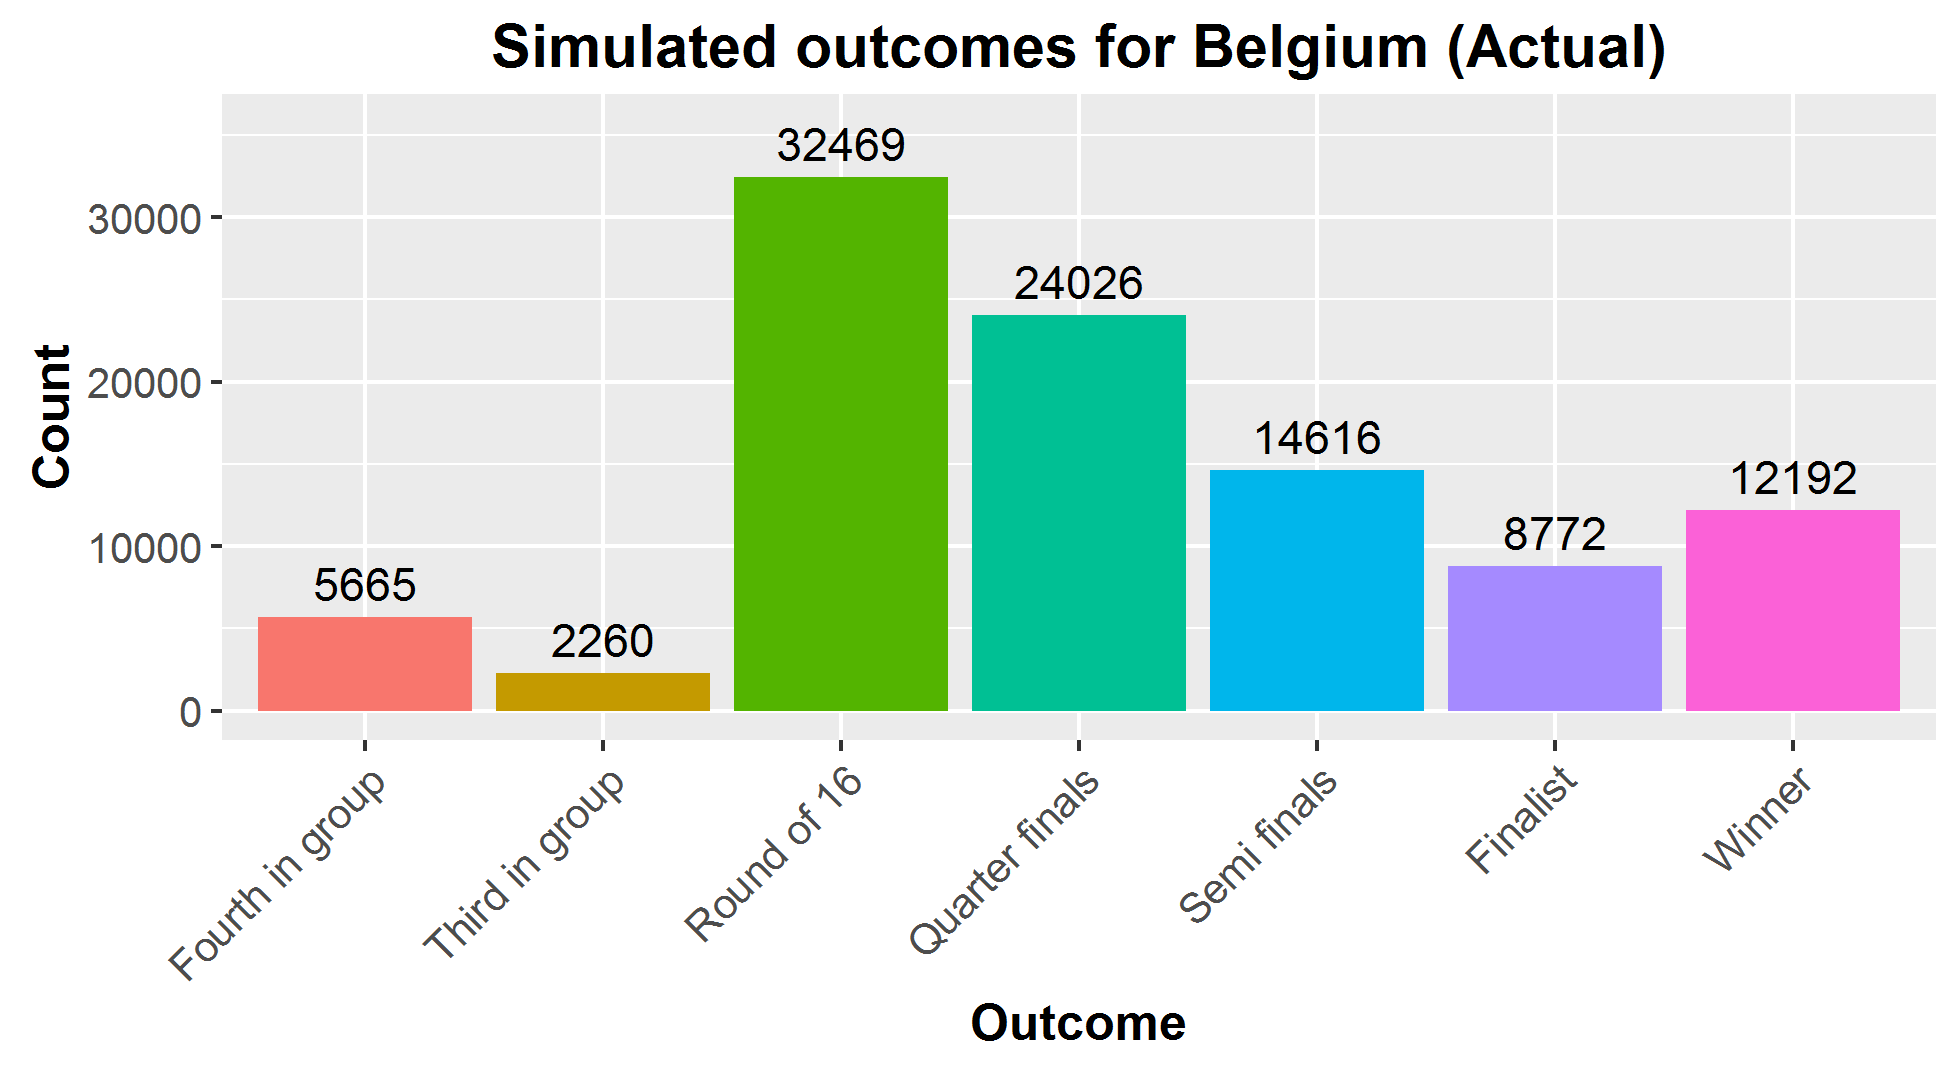 Simulated outcomes for Belgium (Actual)
Count
30000
20000
10000
0
5665
2260
32469
24026
14616
8772
12192
Fourth in group
Third in group
Round of 16
Quarter finals
Semi finals
Finalist
Winner
Outcome